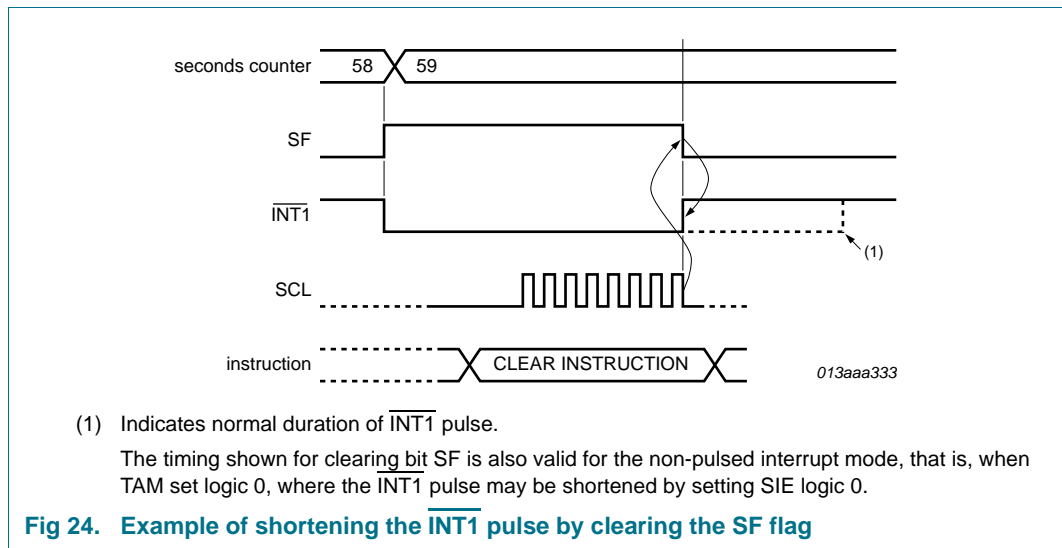 seconds counter 58 59
SF
INT1
(1)
SCL
instruction CLEAR INSTRUCTION
013aaa333
(1) Indicates normal duration of INT1 pulse.
The timing shown for clearing bit SF is also valid for the non-pulsed interrupt mode, that is, when
TAM set logic 0, where the INT1 pulse may be shortened by setting SIE logic 0.
Fig 24. Example of shortening the INT1 pulse by clearing the SF flag